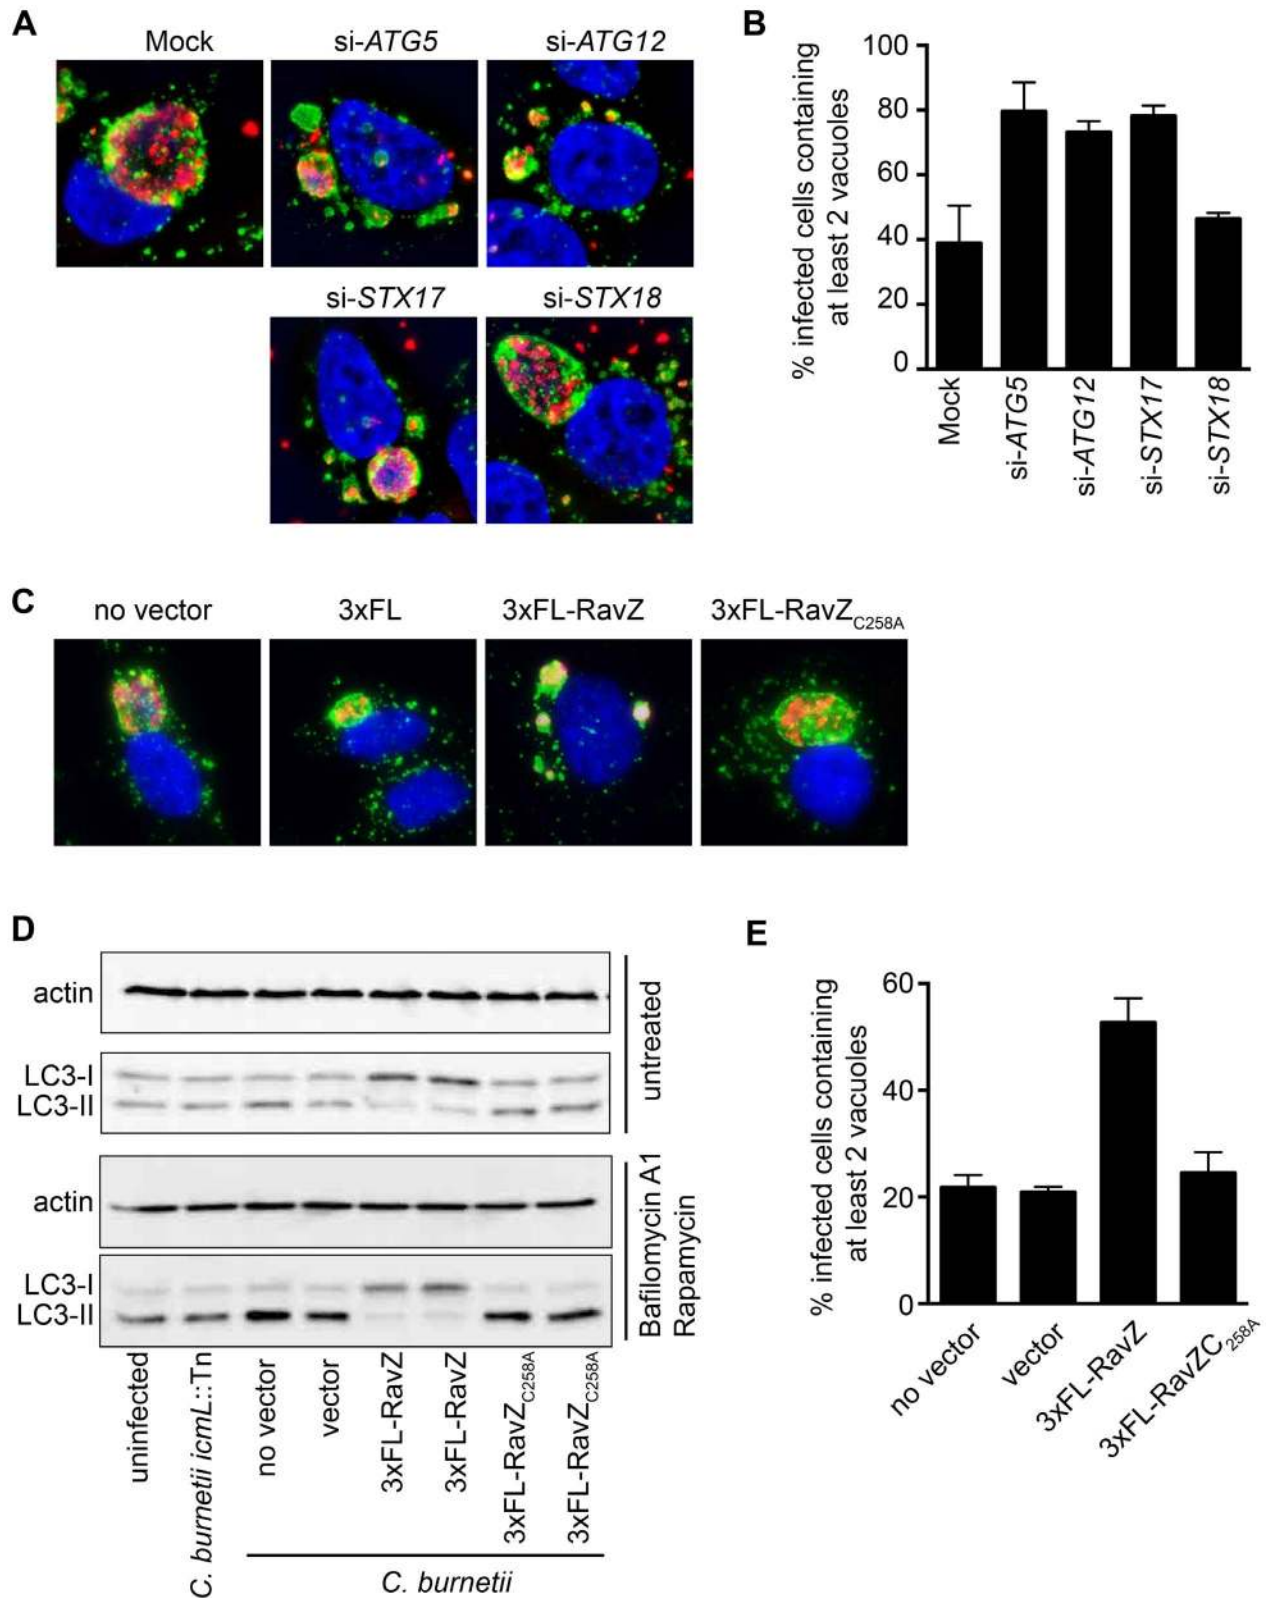 A
Mock
si-ATG5
si-ATG12
si-STX17
si-STX18
B
% infected cells containing
at least 2 vacuoles
100
80
60
40
20
0
Mock
si-ATG5
si-ATG12
si-STX17
si-STX18
C
no vector
3xFL
3xFL-RavZ
3xFL-RavZC258A
D
actin
LC3-I
LC3-II
untreated
actin
LC3-I
LC3-II
Bafilomycin A1
Rapamycin
uninfected
C. burnetii icmL::Tn
no vector
vector
3xFL-RavZ
3xFL-RavZ
3xFL-RavZC258A
3xFL-RavZC258A
C. burnetii
E
% infected cells containing
at least 2 vacuoles
60
40
20
0
no vector
vector
3xFL-RavZ
3xFL-RavZC258A